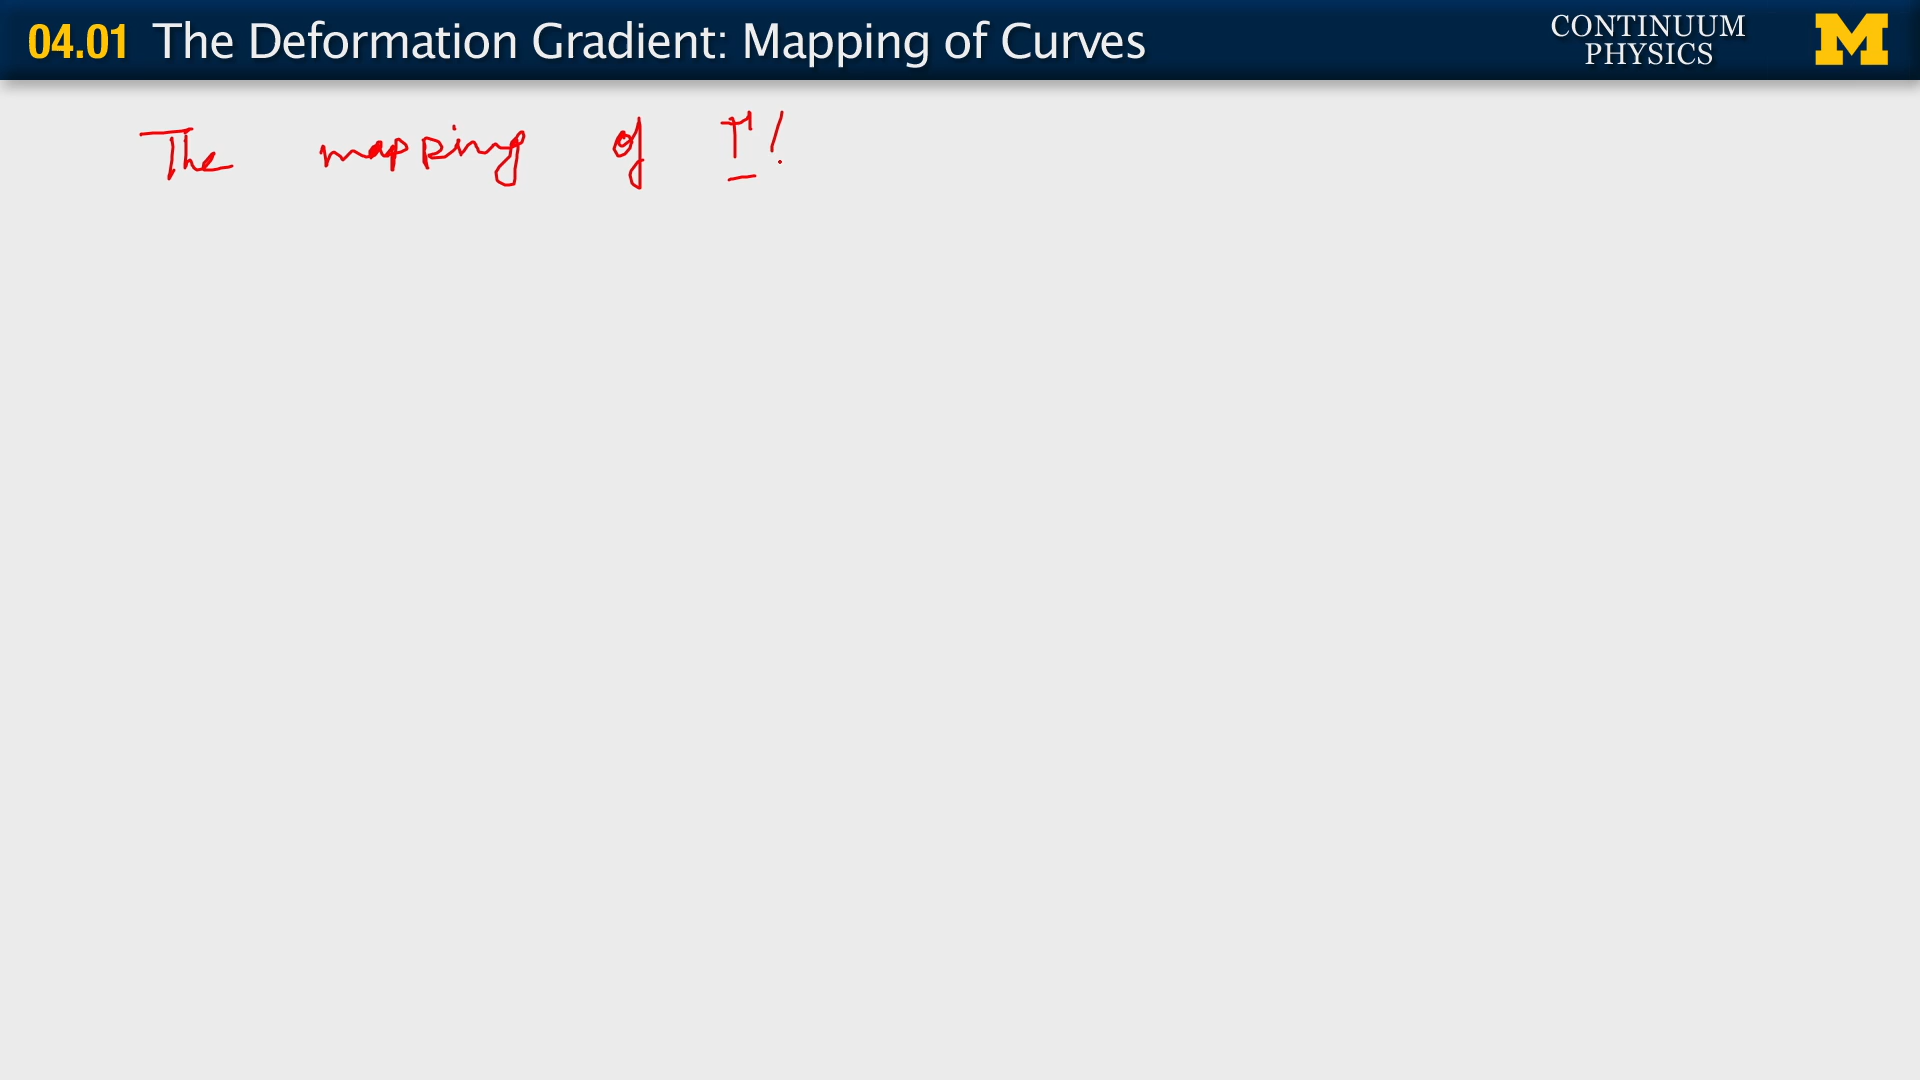 04.01 The Deformation Gradient: Mapping of Curves
CONTINUUM
PHYSICS
M
The mapping of Γ!